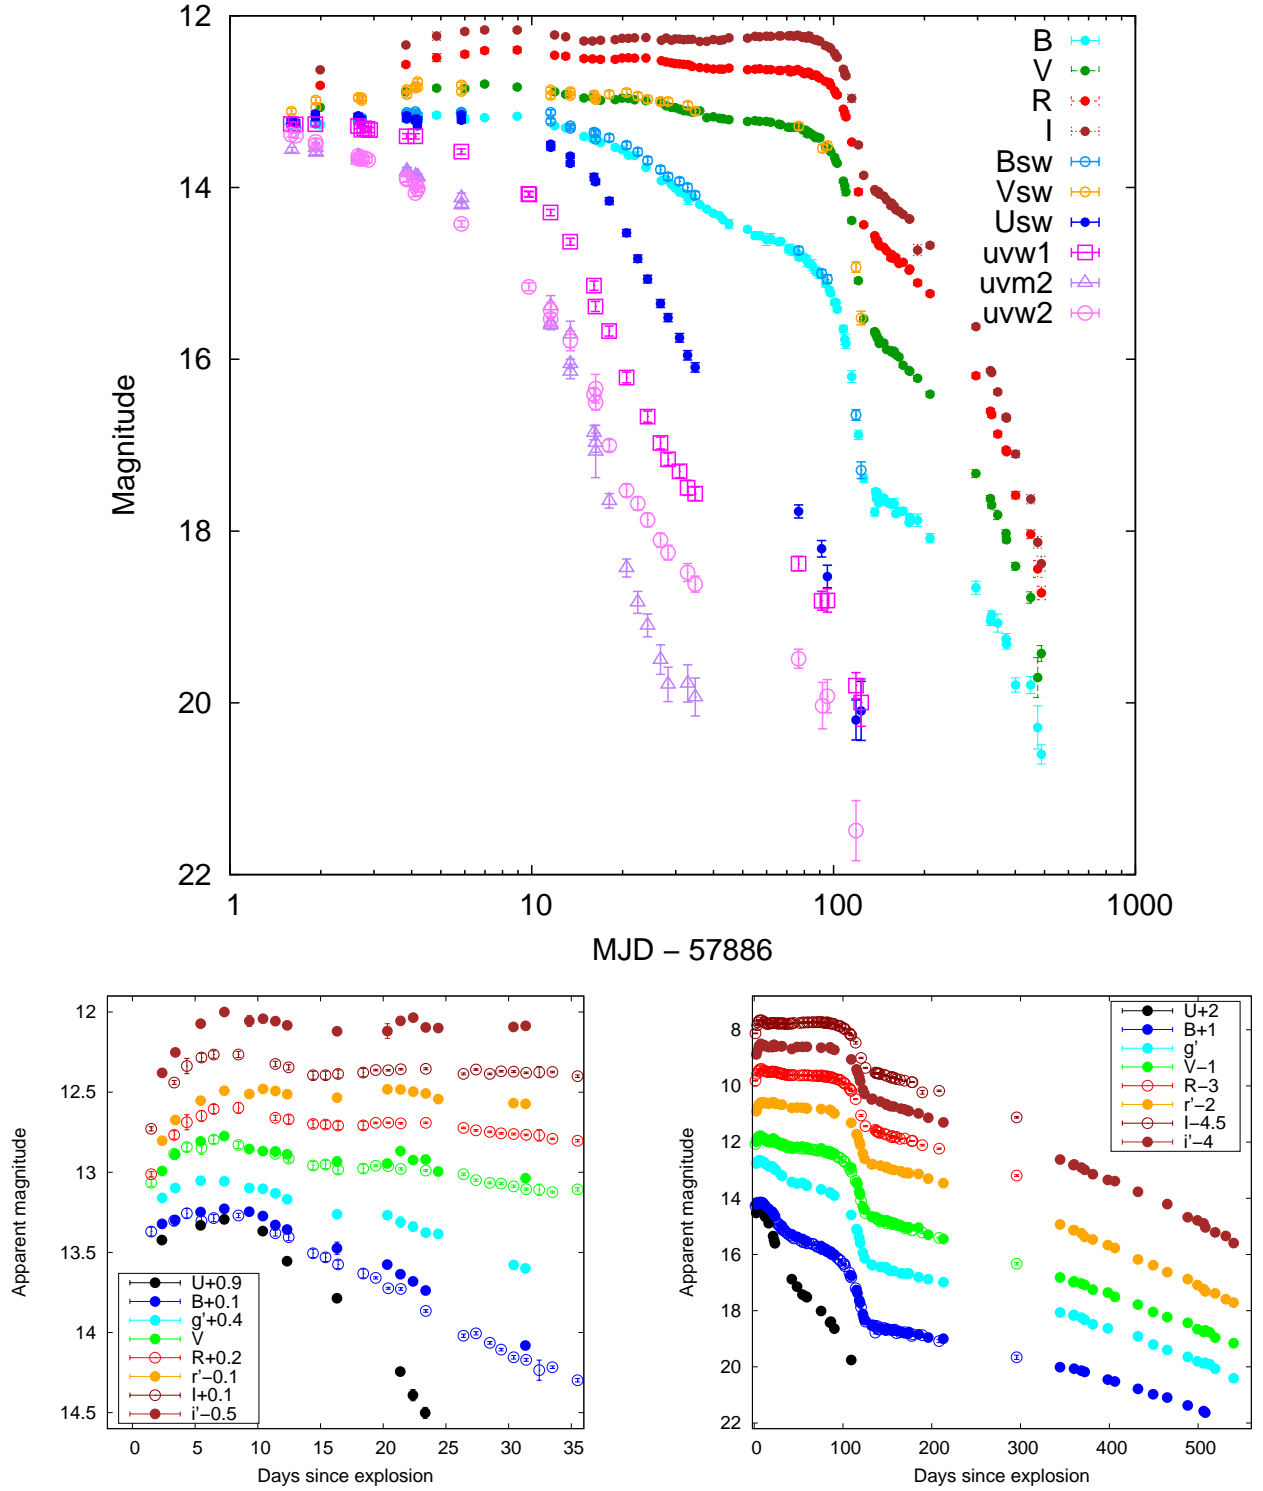 12
14
16
18
20
22
Magnitude
1
10
100
1000
MJD – 57886
B
V
R
I
Bsw
Vsw
Usw
uvw1
uvm2
uvw2
12
12.5
13
13.5
14
14.5
Apparent magnitude
0
5
10
15
20
25
30
35
Days since explosion
U+0.9
B+0.1
g'+0.4
V
R+0.2
r'−0.1
I+0.1
i'−0.5
8
10
12
14
16
18
20
22
Apparent magnitude
0
100
200
300
400
500
Days since explosion
U+2
B+1
g'
V−1
R−3
r'−2
I−4.5
i'−4